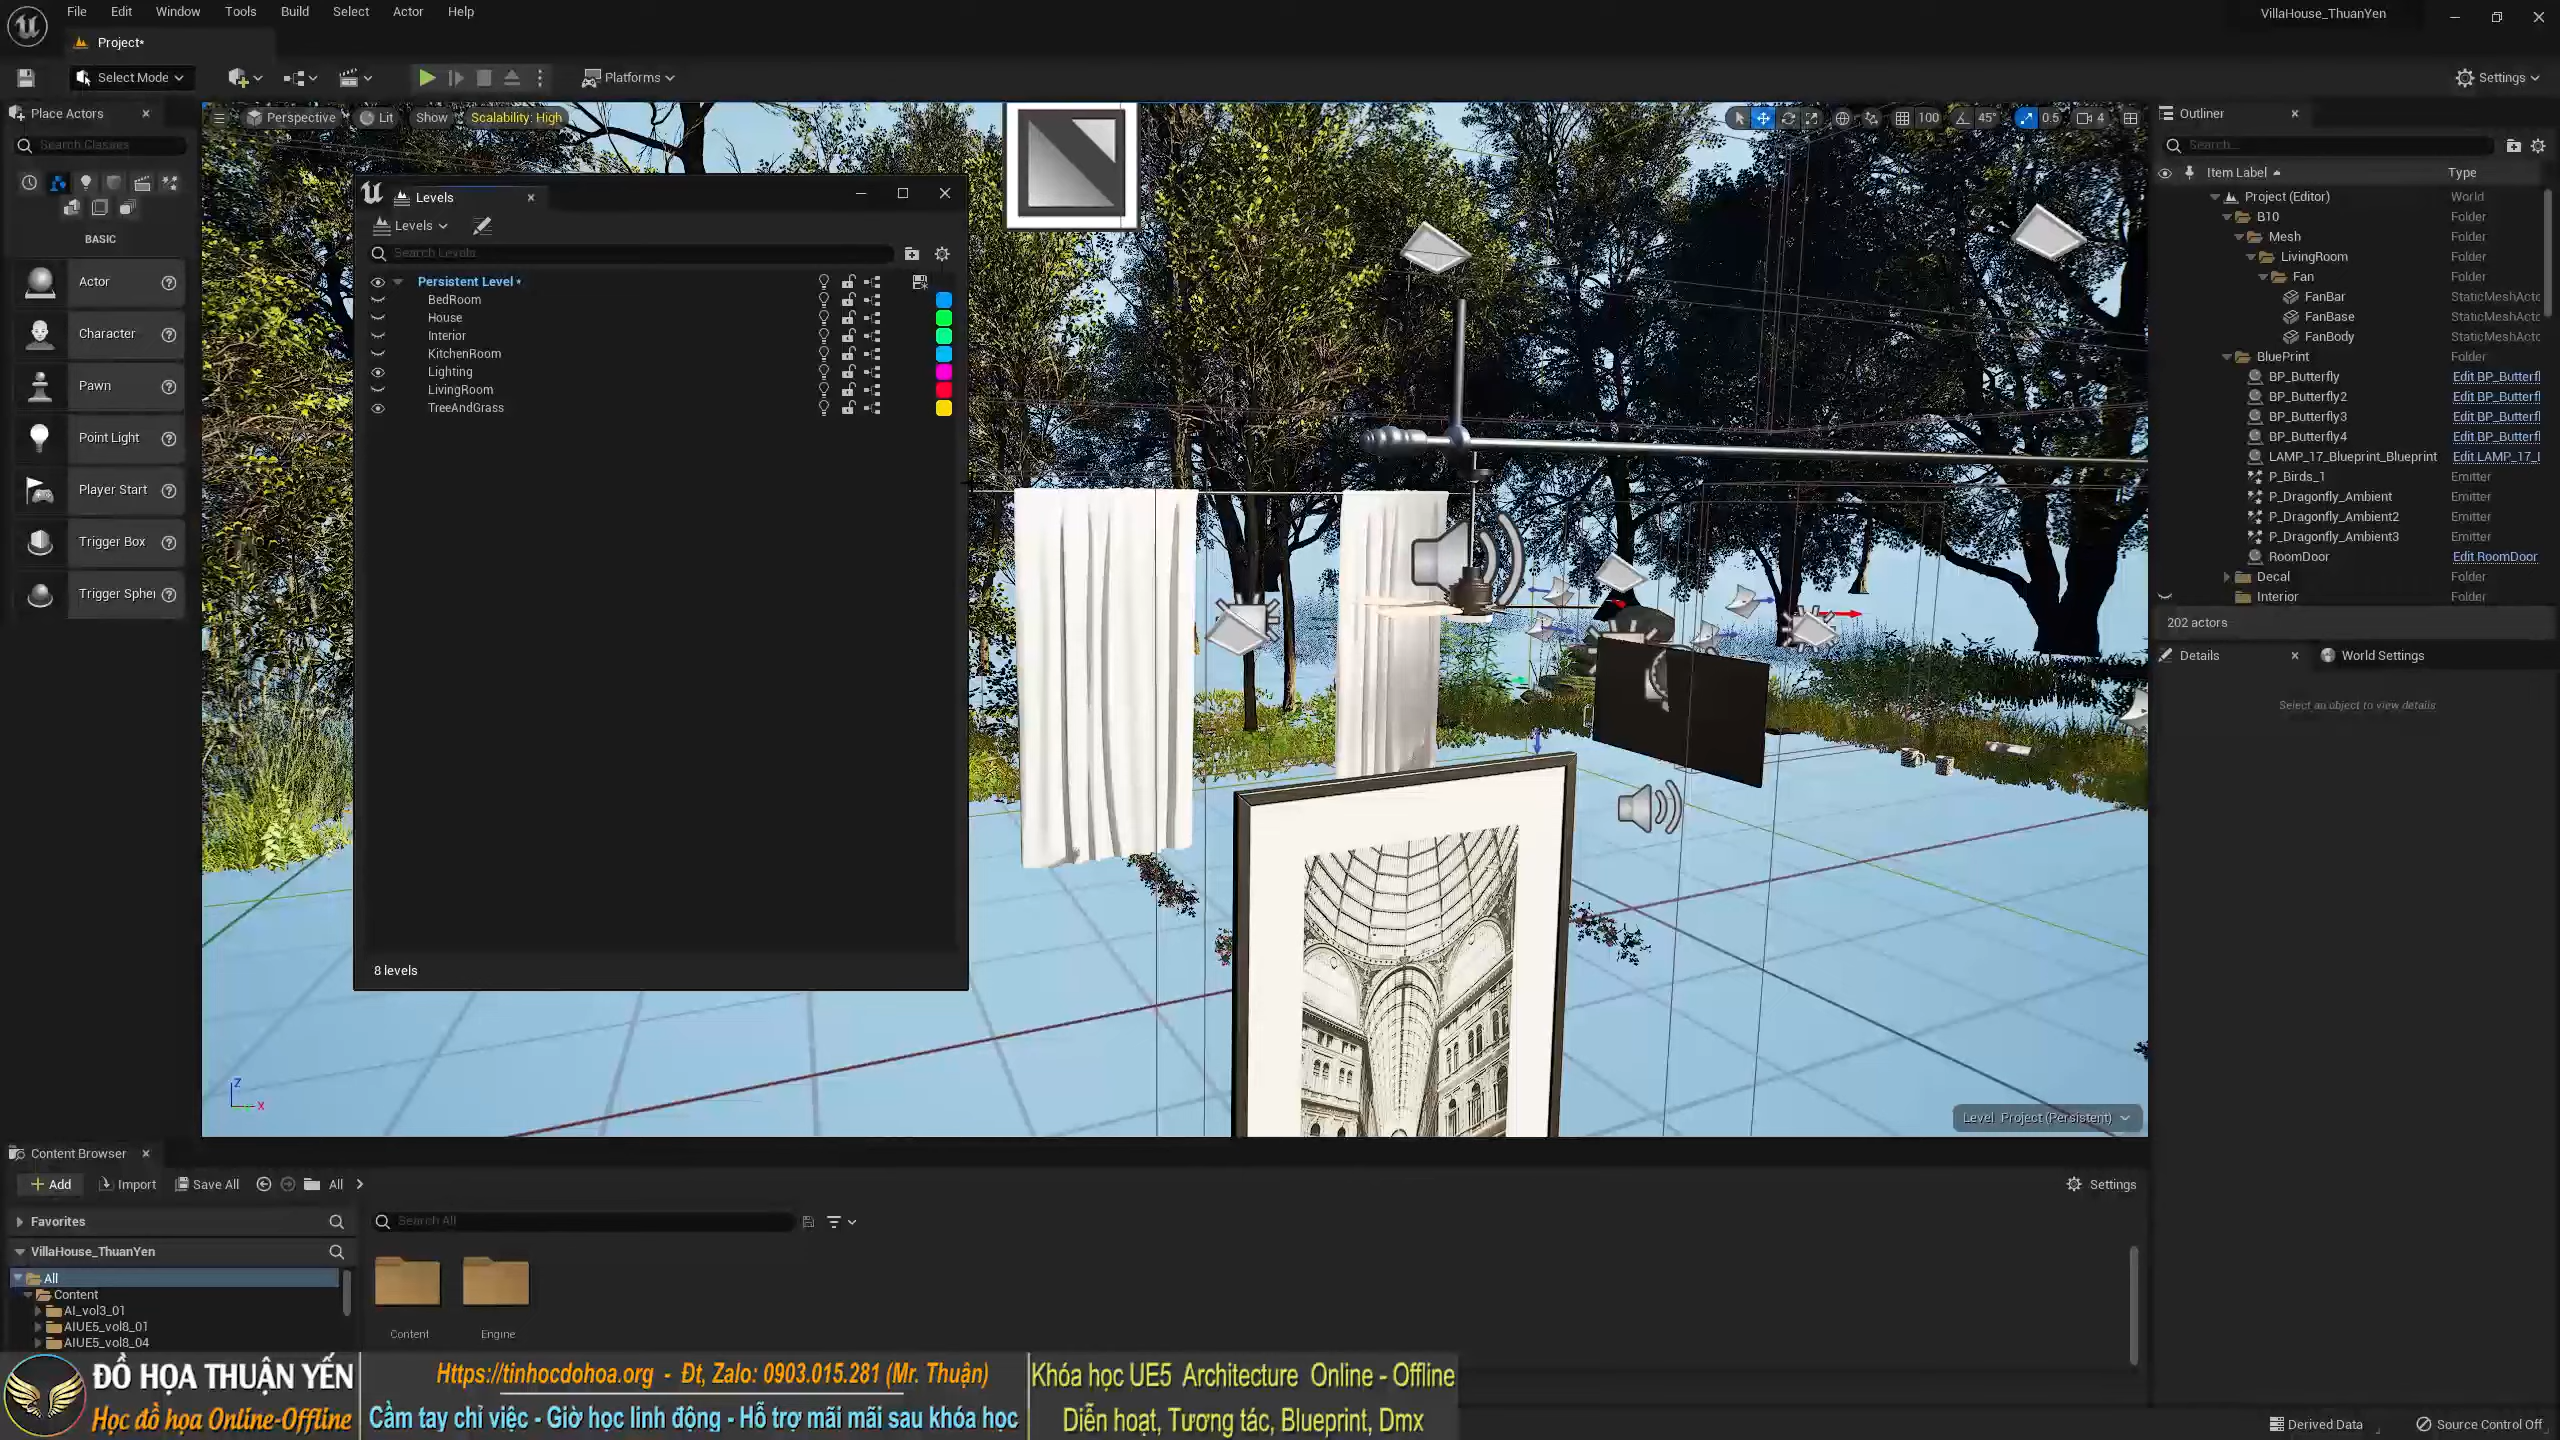 File Edit Window Tools Build Select Actor Help
VillaHouse_ThuanYen
Project*
Select Mode
Platforms
Settings
Place Actors
Search Classes
BASIC
Actor
Character
Pawn
Point Light
Player Start
Trigger Box
Trigger Spher
Perspective
Lit
Show
Scalability: High
100
45°
0.5
4
Levels
Levels
Search Levels
Persistent Level *
BedRoom
House
Interior
KitchenRoom
Lighting
LivingRoom
TreeAndGrass
8 levels
Z
X
Level Project (Persistent)
Outliner
Search...
Item Label Type
Project (Editor) World
B10 Folder
Mesh Folder
LivingRoom Folder
Fan Folder
FanBar StaticMeshActo
FanBase StaticMeshActo
FanBody StaticMeshActo
BluePrint Folder
BP_Butterfly Edit BP_Butterfl
BP_Butterfly2 Edit BP_Butterfl
BP_Butterfly3 Edit BP_Butterfl
BP_Butterfly4 Edit BP_Butterfl
LAMP_17_Blueprint_Blueprint Edit LAMP_17_
P_Birds_1 Emitter
P_Dragonfly_Ambient Emitter
P_Dragonfly_Ambient2 Emitter
P_Dragonfly_Ambient3 Emitter
RoomDoor Edit RoomDoor
Decal Folder
Interior Folder
202 actors
Details
World Settings
Select an object to view details
Content Browser
Add
Import
Save All
All
Settings
Favorites
Search All
VillaHouse_ThuanYen
All
Content
AI_vol3_01
AIUE5_vol8_01
AIUE5_vol8_04
Content
Engine
ĐỒ HỌA THUẬN YẾN
Học đồ họa Online-Offline
Https://tinhocdohoa.org - Đt, Zalo: 0903.015.281 (Mr. Thuận)
Cầm tay chỉ việc - Giờ học linh động - Hỗ trợ mãi mãi sau khóa học
Khóa học UE5 Architecture Online - Offline
Diễn hoạt, Tương tác, Blueprint, Dmx
Derived Data
Source Control Off